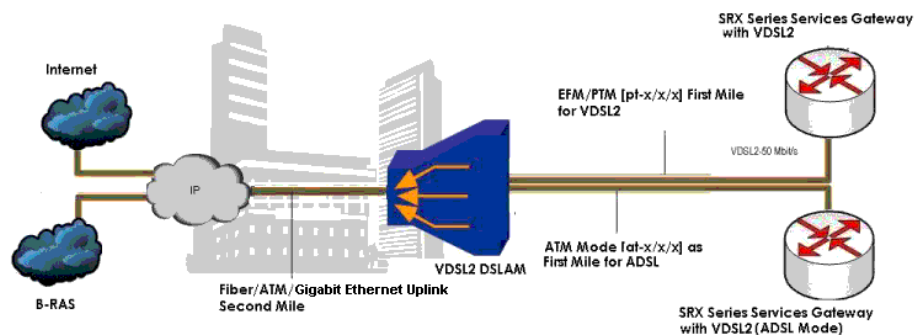 SRX Series Services Gateway
with VDSL2
Internet
EFM/PTM [pt-x/x/x] First Mile
for VDSL2
VDSL2-50 Mbit/s
IP
ATM Mode [at-x/x/x] as
First Mile for ADSL
VDSL2 DSLAM
B-RAS
Fiber/ATM/Gigabit Ethernet Uplink
Second Mile
SRX Series Services Gateway
with VDSL2 (ADSL Mode)